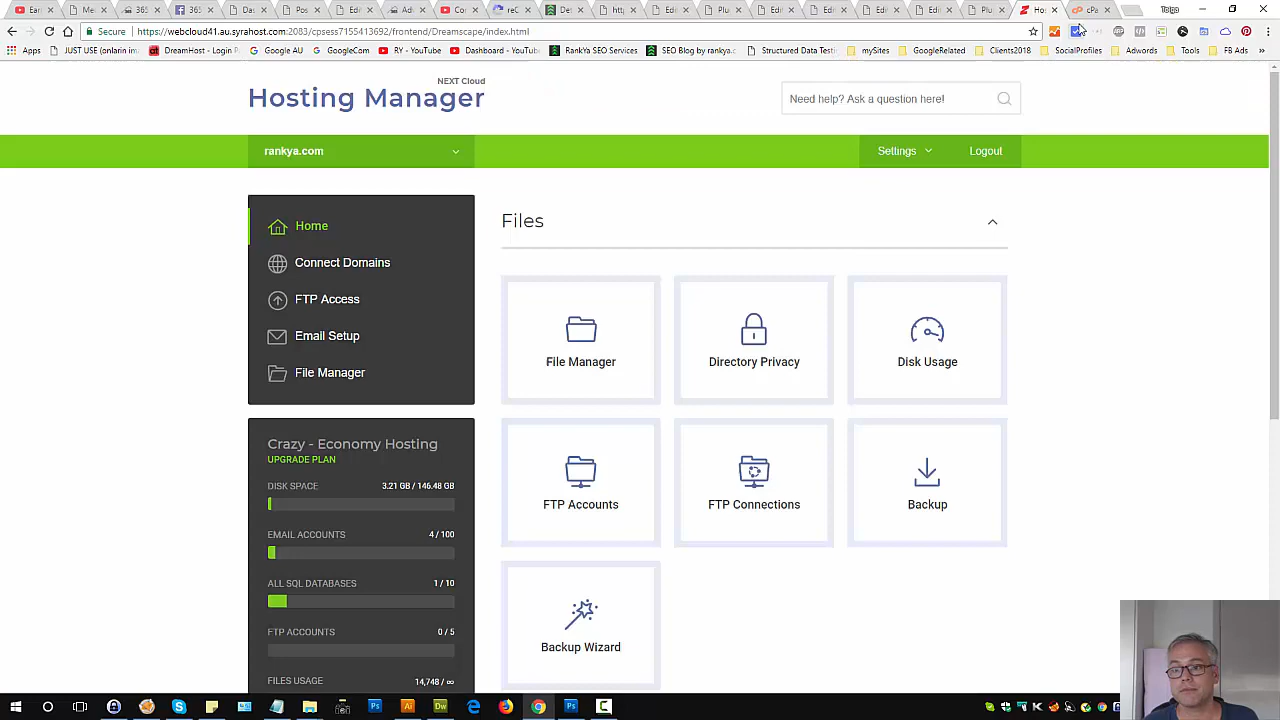 Secure https://webcloud41.au.syrahost.com:2083/cpsess7155471792/frontend/Dreamscape/index.html
Apps JUST USE (onlarin im DreamHost - Login Google AU GoogleCom RY - YouTube Dashboard - YouTube RankYa SEO Services SEO Blog by rankya.c Structured Data Testin mySites GoogleRelated Clients2018 SocialProfiles Adwords Tools FB Ads
NEXT Cloud
Hosting Manager
Need help? Ask a question here!
rankya.com
Settings
Logout
Home
Connect Domains
FTP Access
Email Setup
File Manager
Files
File Manager
Directory Privacy
Disk Usage
FTP Accounts
FTP Connections
Backup
Backup Wizard
Crazy - Economy Hosting
UPGRADE PLAN
DISK SPACE 3.21 GB / 146.48 GB
EMAIL ACCOUNTS 4 / 100
ALL SQL DATABASES 1 / 10
FTP ACCOUNTS 0 / 5
FILES USAGE 14,748 / ∞